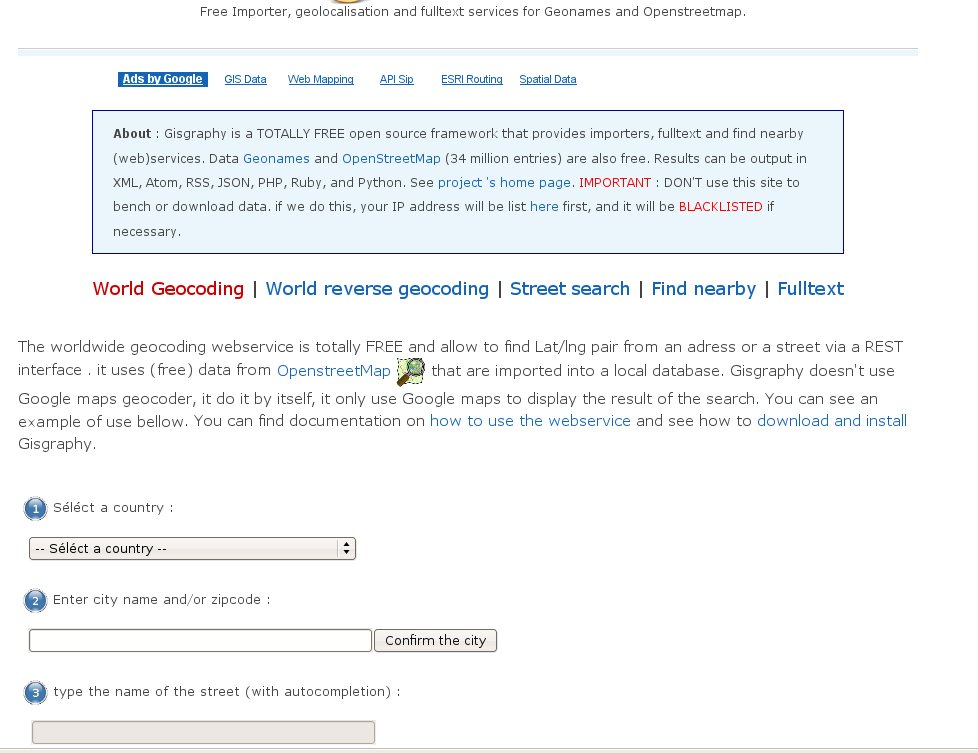 Free Importer, geolocalisation and fulltext services for Geonames and Openstreetmap.
Ads by Google GIS Data Web Mapping API Sip ESRI Routing Spatial Data
About : Gisgraphy is a TOTALLY FREE open source framework that provides importers, fulltext and find nearby
(web)services. Data Geonames and OpenStreetMap (34 million entries) are also free. Results can be output in
XML, Atom, RSS, JSON, PHP, Ruby, and Python. See project 's home page. IMPORTANT : DON'T use this site to
bench or download data. if we do this, your IP address will be list here first, and it will be BLACKLISTED if
necessary.
World Geocoding | World reverse geocoding | Street search | Find nearby | Fulltext
The worldwide geocoding webservice is totally FREE and allow to find Lat/lng pair from an adress or a street via a REST
interface . it uses (free) data from OpenstreetMap that are imported into a local database. Gisgraphy doesn't use
Google maps geocoder, it do it by itself, it only use Google maps to display the result of the search. You can see an
example of use bellow. You can find documentation on how to use the webservice and see how to download and install
Gisgraphy.
1 Séléct a country :
-- Séléct a country --
2 Enter city name and/or zipcode :
Confirm the city
3 type the name of the street (with autocompletion) :